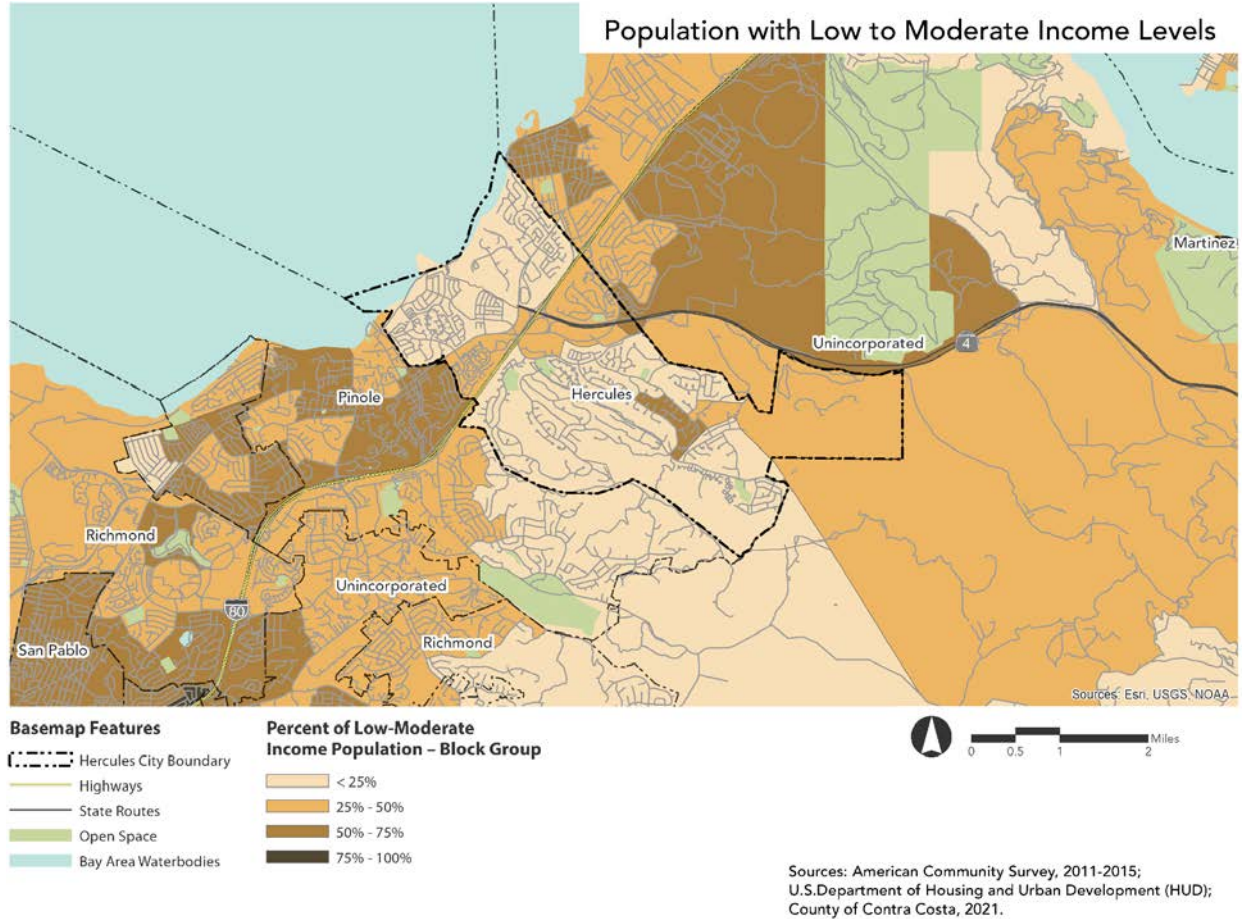 Population with Low to Moderate Income Levels
Martinez
Unincorporated
4
Hercules
Pinole
Richmond
Unincorporated
80
Richmond
San Pablo
Sources: Esri, USGS, NOAA
Basemap Features
Hercules City Boundary
Highways
State Routes
Open Space
Bay Area Waterbodies
Percent of Low-Moderate
Income Population – Block Group
< 25%
25% - 50%
50% - 75%
75% - 100%
0 0.5 1 2 Miles
Sources: American Community Survey, 2011-2015;
U.S.Department of Housing and Urban Development (HUD);
County of Contra Costa, 2021.